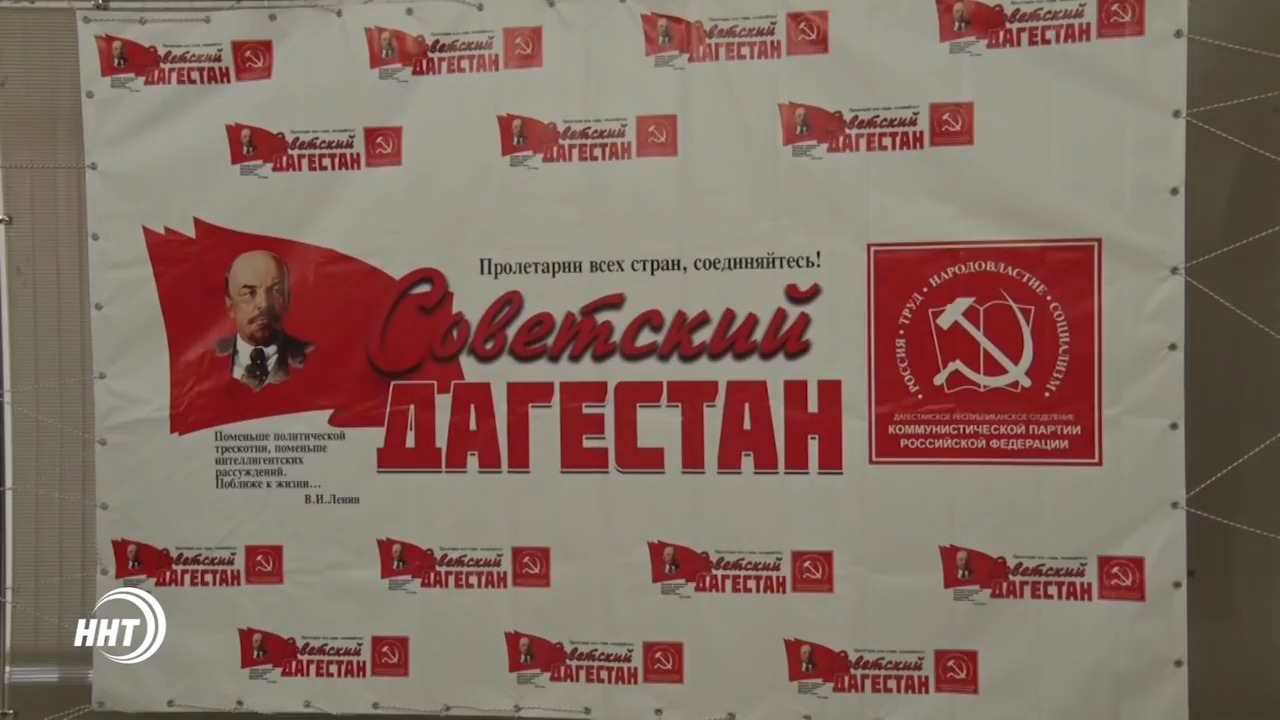 Советский
ДАГЕСТАН
Советский
ДАГЕСТАН
Советский
ДАГЕСТАН
Советский
ДАГЕСТАН
Советский
ДАГЕСТАН
Советский
ДАГЕСТАН
Советский
ДАГЕСТАН
Пролетарии всех стран, соединяйтесь!
Советский
ДАГЕСТАН
Поменьше политической
трескотни, поменьше
интеллигентских
рассуждений.
Поближе к жизни...
В.И.Ленин
РОССИЯ • ТРУД • НАРОДОВЛАСТИЕ • СОЦИАЛИЗМ •
ДАГЕСТАНСКОЕ РЕСПУБЛИКАНСКОЕ ОТДЕЛЕНИЕ
КОММУНИСТИЧЕСКОЙ ПАРТИИ
РОССИЙСКОЙ ФЕДЕРАЦИИ
Советский
ДАГЕСТАН
Советский
ДАГЕСТАН
Советский
ДАГЕСТАН
Советский
ДАГЕСТАН
Советский
ДАГЕСТАН
Советский
ДАГЕСТАН
Советский
ДАГЕСТАН
ННТ